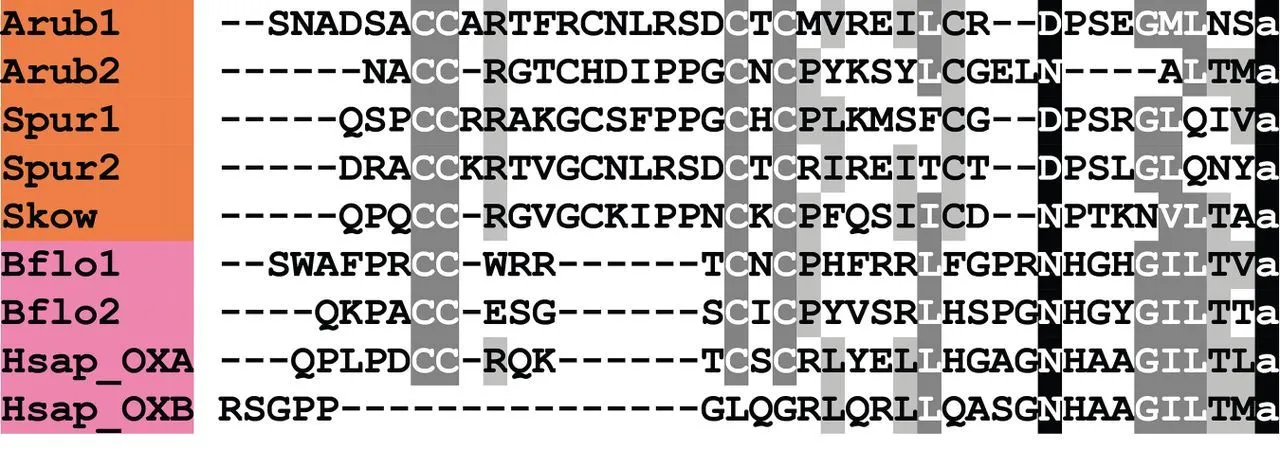 Arub1 --SNADSACCARTFRCNLRSDCTCMVREILCR--DPSEGMLNSa
Arub2 ------NACC-RGTCHDIPPGCNCPYKSYLCGELN----ALTMa
Spur1 -----QSPCCRRAKGCSFPPGCHCPLKMSFCG--DPSRGLQIVa
Spur2 -----DRACCKRTVGCNLRSDCTCRIREITCT--DPSLGLQNYa
Skow -----QPQCC-RGVGCKIPPNCKCPFQSIICD--NPTKNVLTAa
Bflo1 --SWAFPRCC-WRR------TCNCPHFRRLFGPRNHGHGILTVa
Bflo2 ----QKPACC-ESG------SCICPYVSRLHSPGNHGYGILTTa
Hsap_OXA ---QPLPDCC-RQK------TCSCRLYELLHGAGNHAAGILTLa
Hsap_OXB RSGPP---------------GLQGRLQRLLQASGNHAAGILTMa